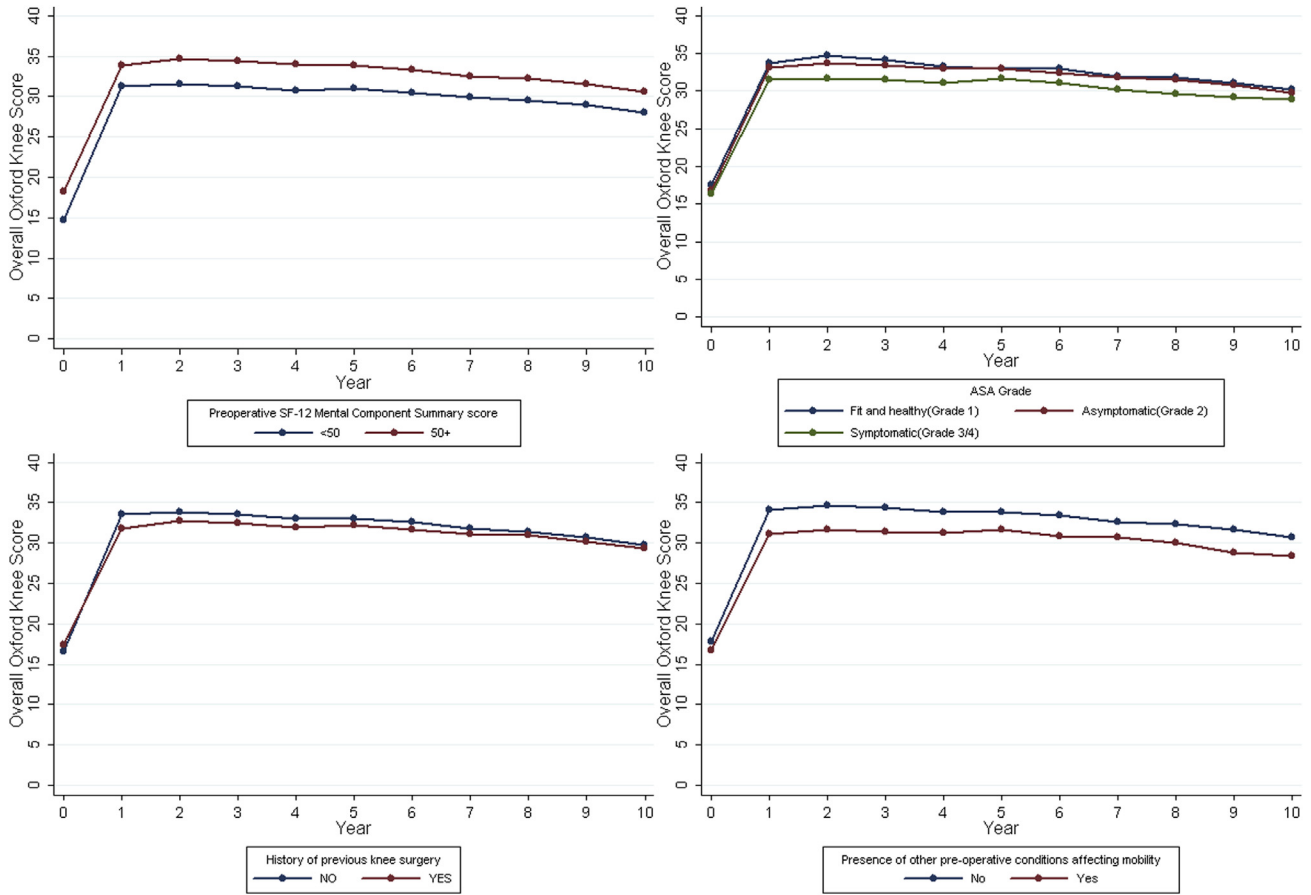 Overall Oxford Knee Score
40
35
30
25
20
15
10
5
0
0 1 2 3 4 5 6 7 8 9 10
Year
Preoperative SF-12 Mental Component Summary score
<50 50+
Overall Oxford Knee Score
40
35
30
25
20
15
10
5
0
0 1 2 3 4 5 6 7 8 9 10
Year
ASA Grade
Fit and healthy(Grade 1) Asymptomatic(Grade 2)
Symptomatic(Grade 3/4)
Overall Oxford Knee Score
40
35
30
25
20
15
10
5
0
0 1 2 3 4 5 6 7 8 9 10
Year
History of previous knee surgery
NO YES
Overall Oxford Knee Score
40
35
30
25
20
15
10
5
0
0 1 2 3 4 5 6 7 8 9 10
Year
Presence of other pre-operative conditions affecting mobility
No Yes